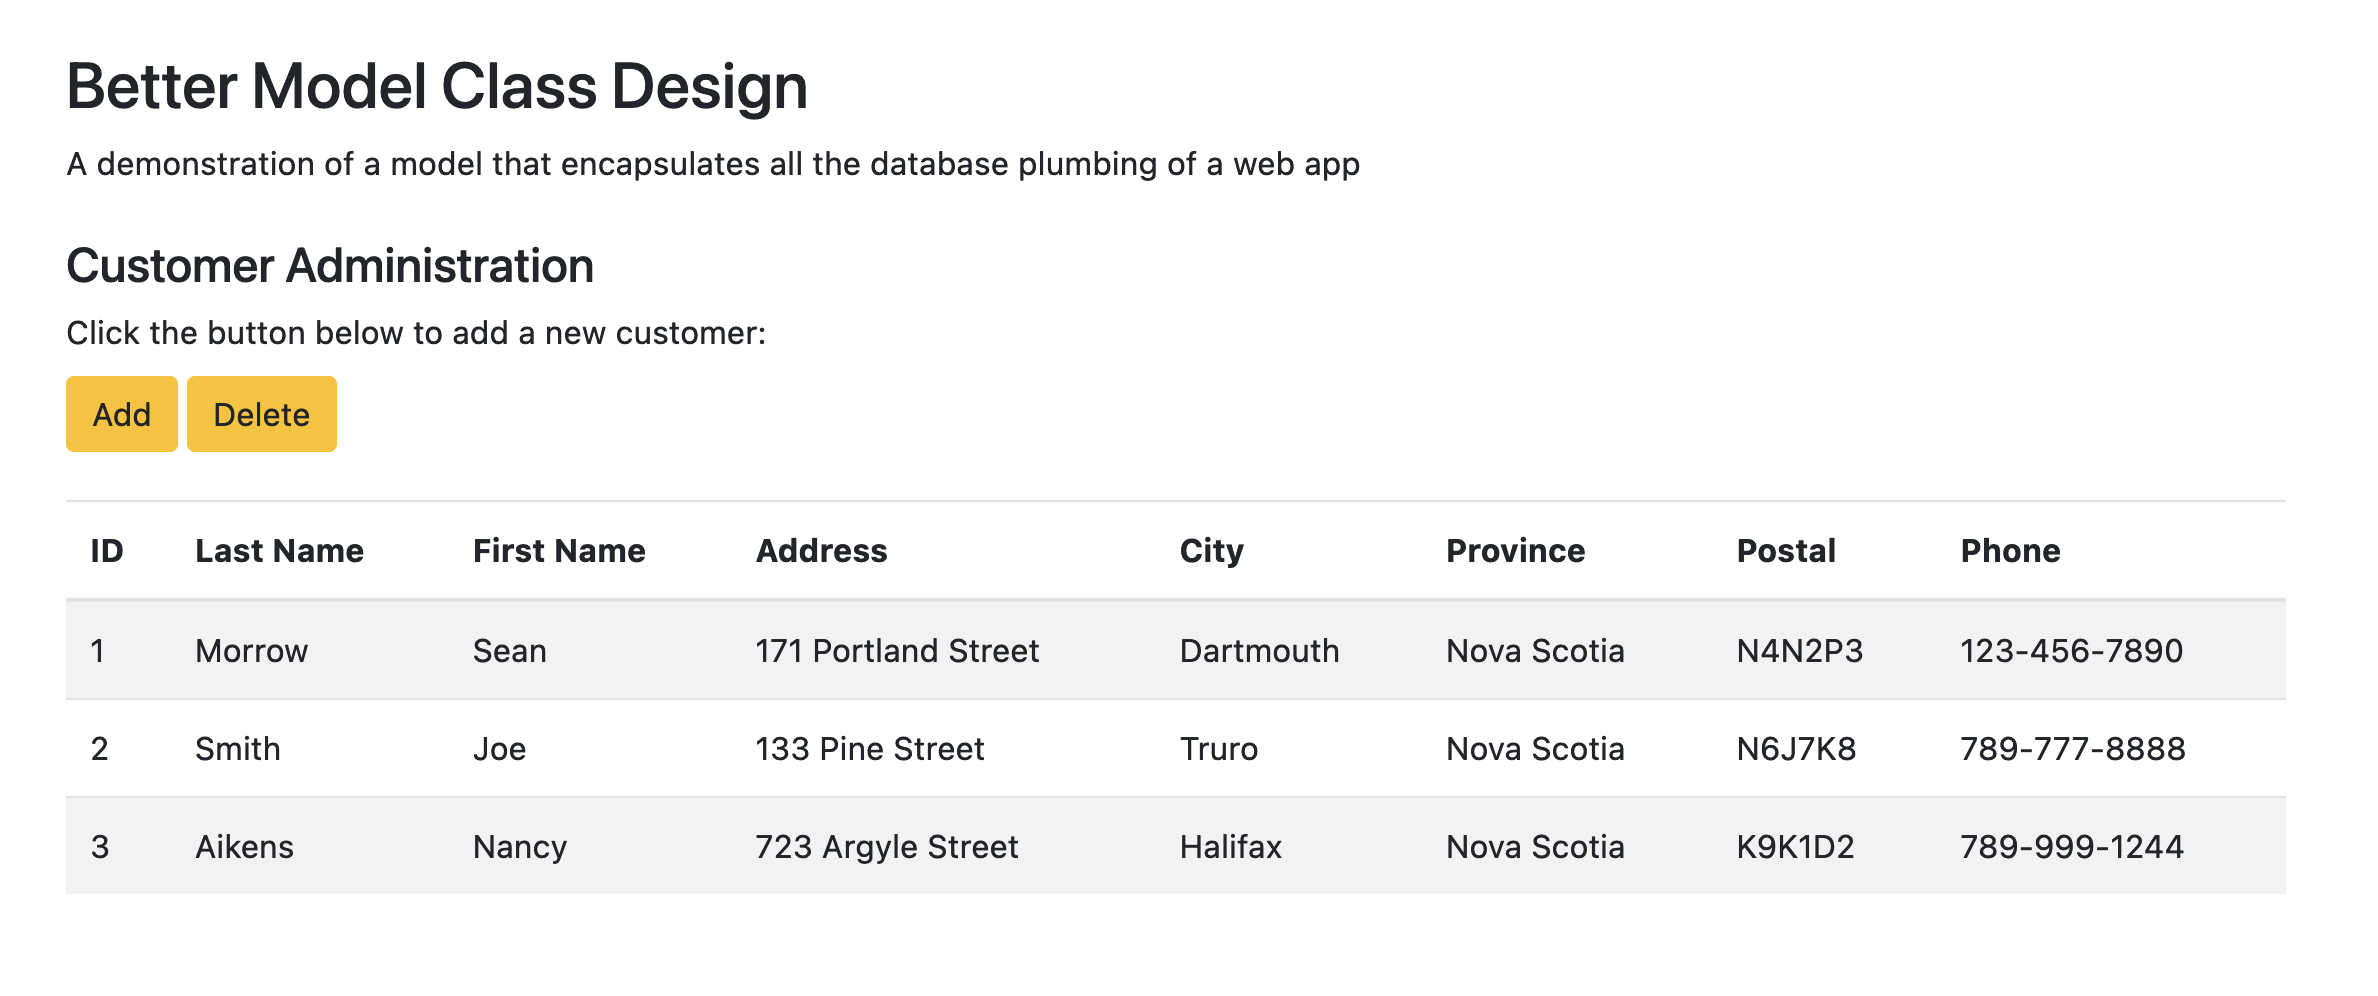 Better Model Class Design
A demonstration of a model that encapsulates all the database plumbing of a web app
Customer Administration
Click the button below to add a new customer:
Add Delete
ID Last Name First Name Address City Province Postal Phone
1 Morrow Sean 171 Portland Street Dartmouth Nova Scotia N4N2P3 123-456-7890
2 Smith Joe 133 Pine Street Truro Nova Scotia N6J7K8 789-777-8888
3 Aikens Nancy 723 Argyle Street Halifax Nova Scotia K9K1D2 789-999-1244